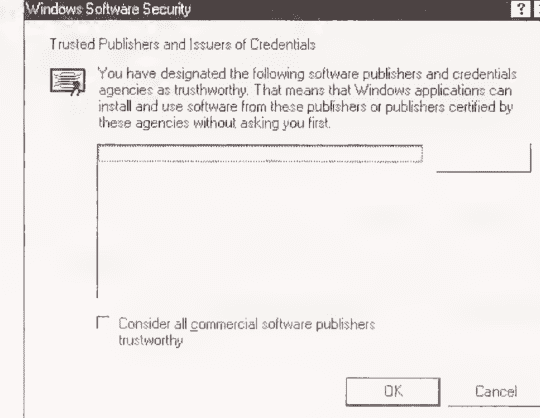 Windows Software Security
?
Trusted Publishers and Issuers of Credentials
You have designated the following software publishers and credentials
agencies as trustworthy. That means that Windows applications can
install and use software from these publishers or publishers certified by
these agencies without asking you first.
Consider all commercial software publishers
trustworthy
OK
Cancel